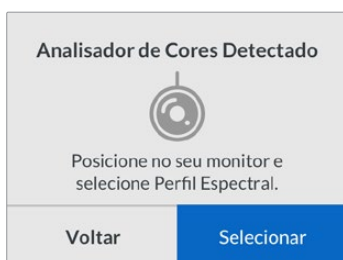 Analisador de Cores Detectado
Posicione no seu monitor e
selecione Perfil Espectral.
Voltar
Selecionar